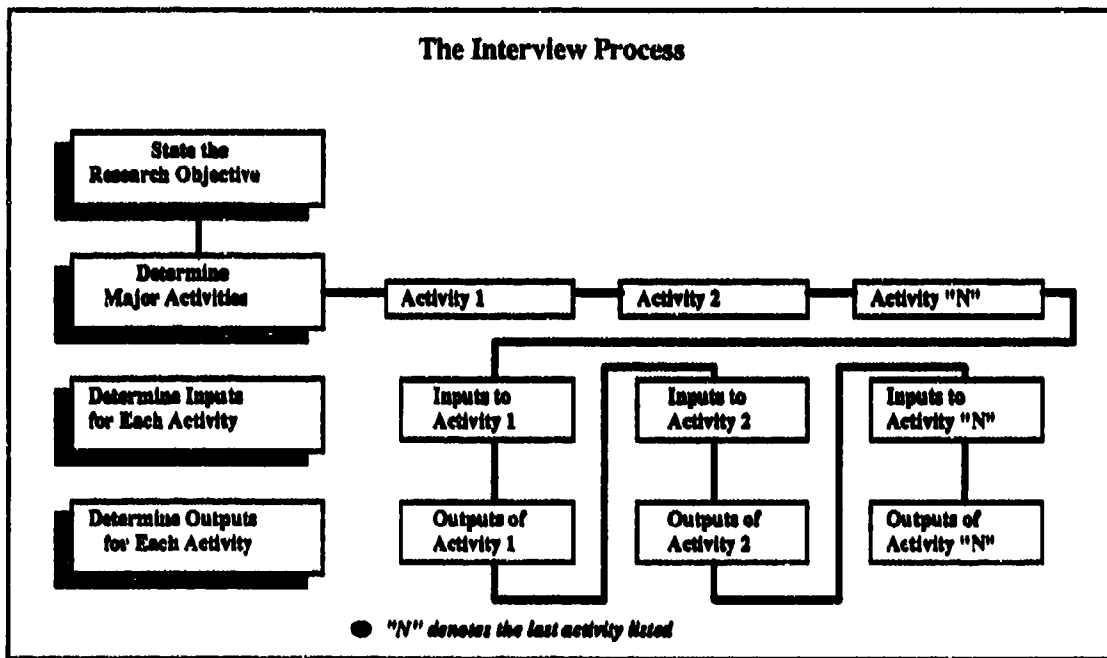 The Interview Process
State the
Research Objective
Determine
Major Activities
Activity 1
Activity 2
Activity "N"
Determine Inputs
for Each Activity
Inputs to
Activity 1
Inputs to
Activity 2
Inputs to
Activity "N"
Determine Outputs
for Each Activity
Outputs of
Activity 1
Outputs of
Activity 2
Outputs of
Activity "N"
"N" denotes the last activity listed